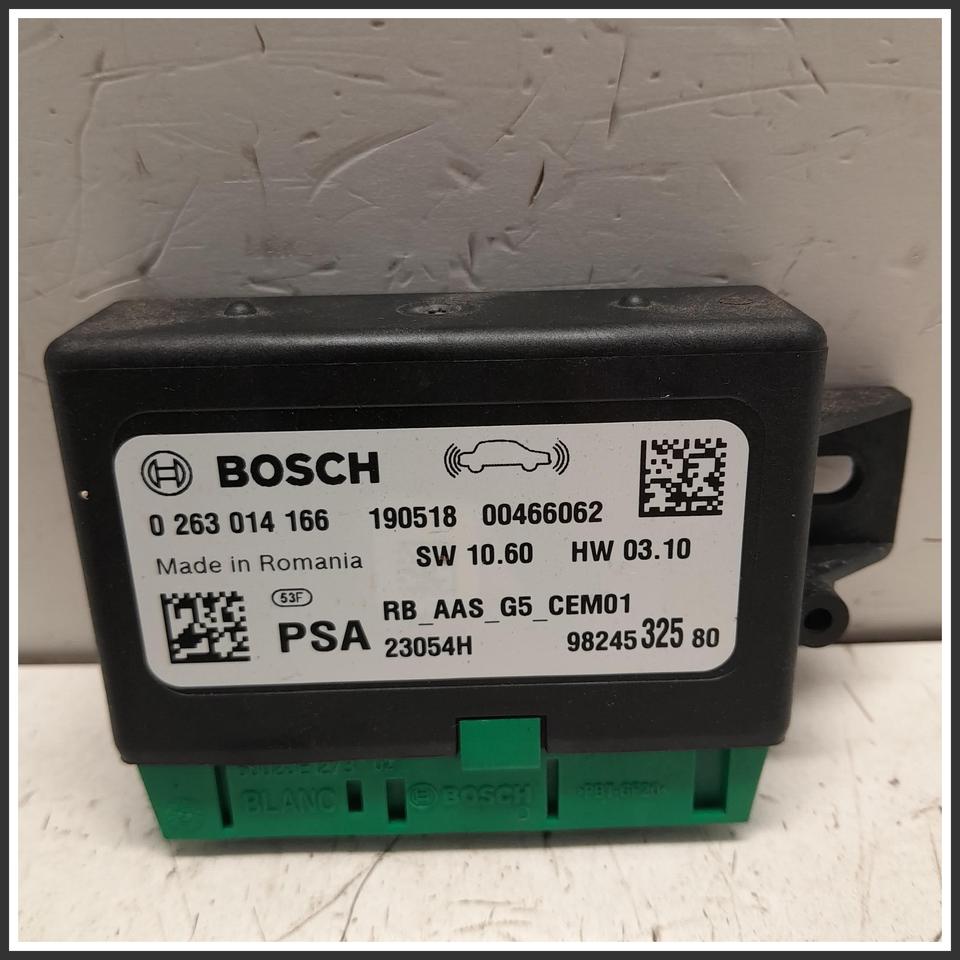 BOSCH
0 263 014 166 190518 00466062
Made in Romania SW 10.60 HW 03.10
53F
RB_AAS_G5_CEM01
PSA 23054H 98245 325 80
BLANC BOSCH